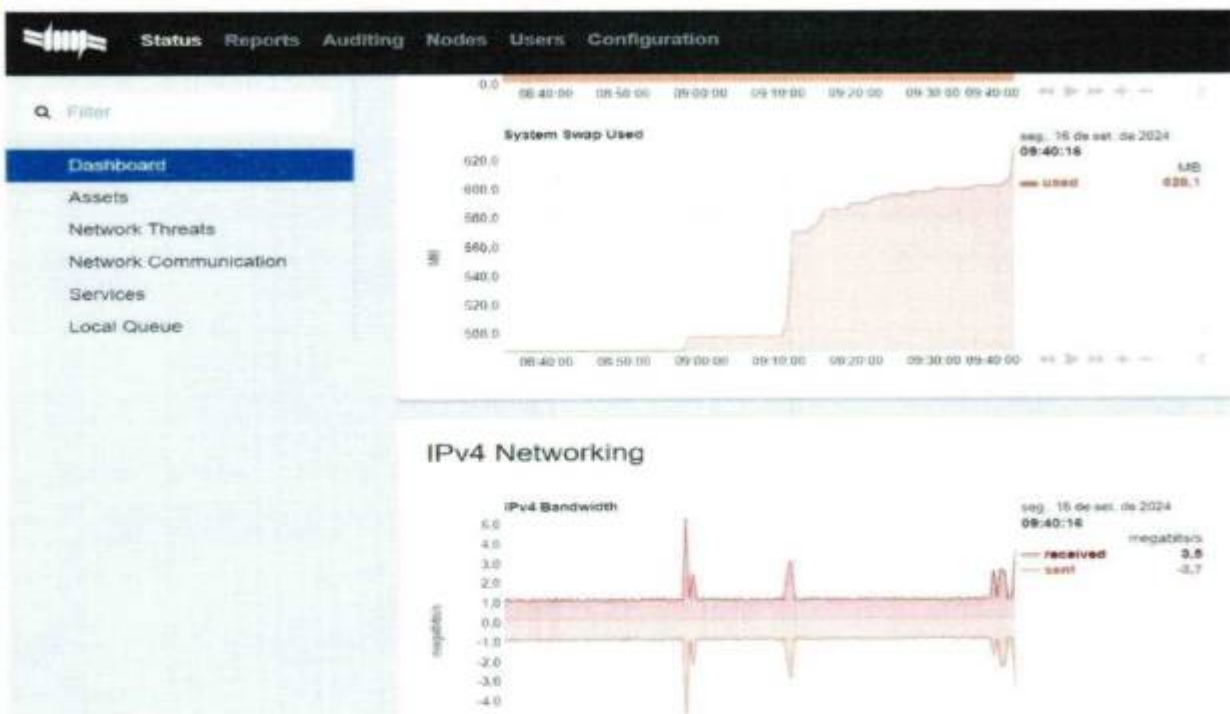 Status Reports Auditing Nodes Users Configuration
Filter
Dashboard
Assets
Network Threats
Network Communication
Services
Local Queue
0.0
08:40:00 08:50:00 09:00:00 09:10:00 09:20:00 09:30:00 09:40:00
System Swap Used
seg., 16 de set. de 2024
09:40:16
MB
used
620.0
600.0
580.0
560.0
540.0
520.0
500.0
MB
08:40:00 08:50:00 09:00:00 09:10:00 09:20:00 09:30:00 09:40:00
IPv4 Networking
IPv4 Bandwidth
seg., 16 de set. de 2024
09:40:16
megabits/s
received 3,5
sent -3,7
5.0
4.0
3.0
2.0
1.0
0.0
-1.0
-2.0
-3.0
-4.0
megabits/s